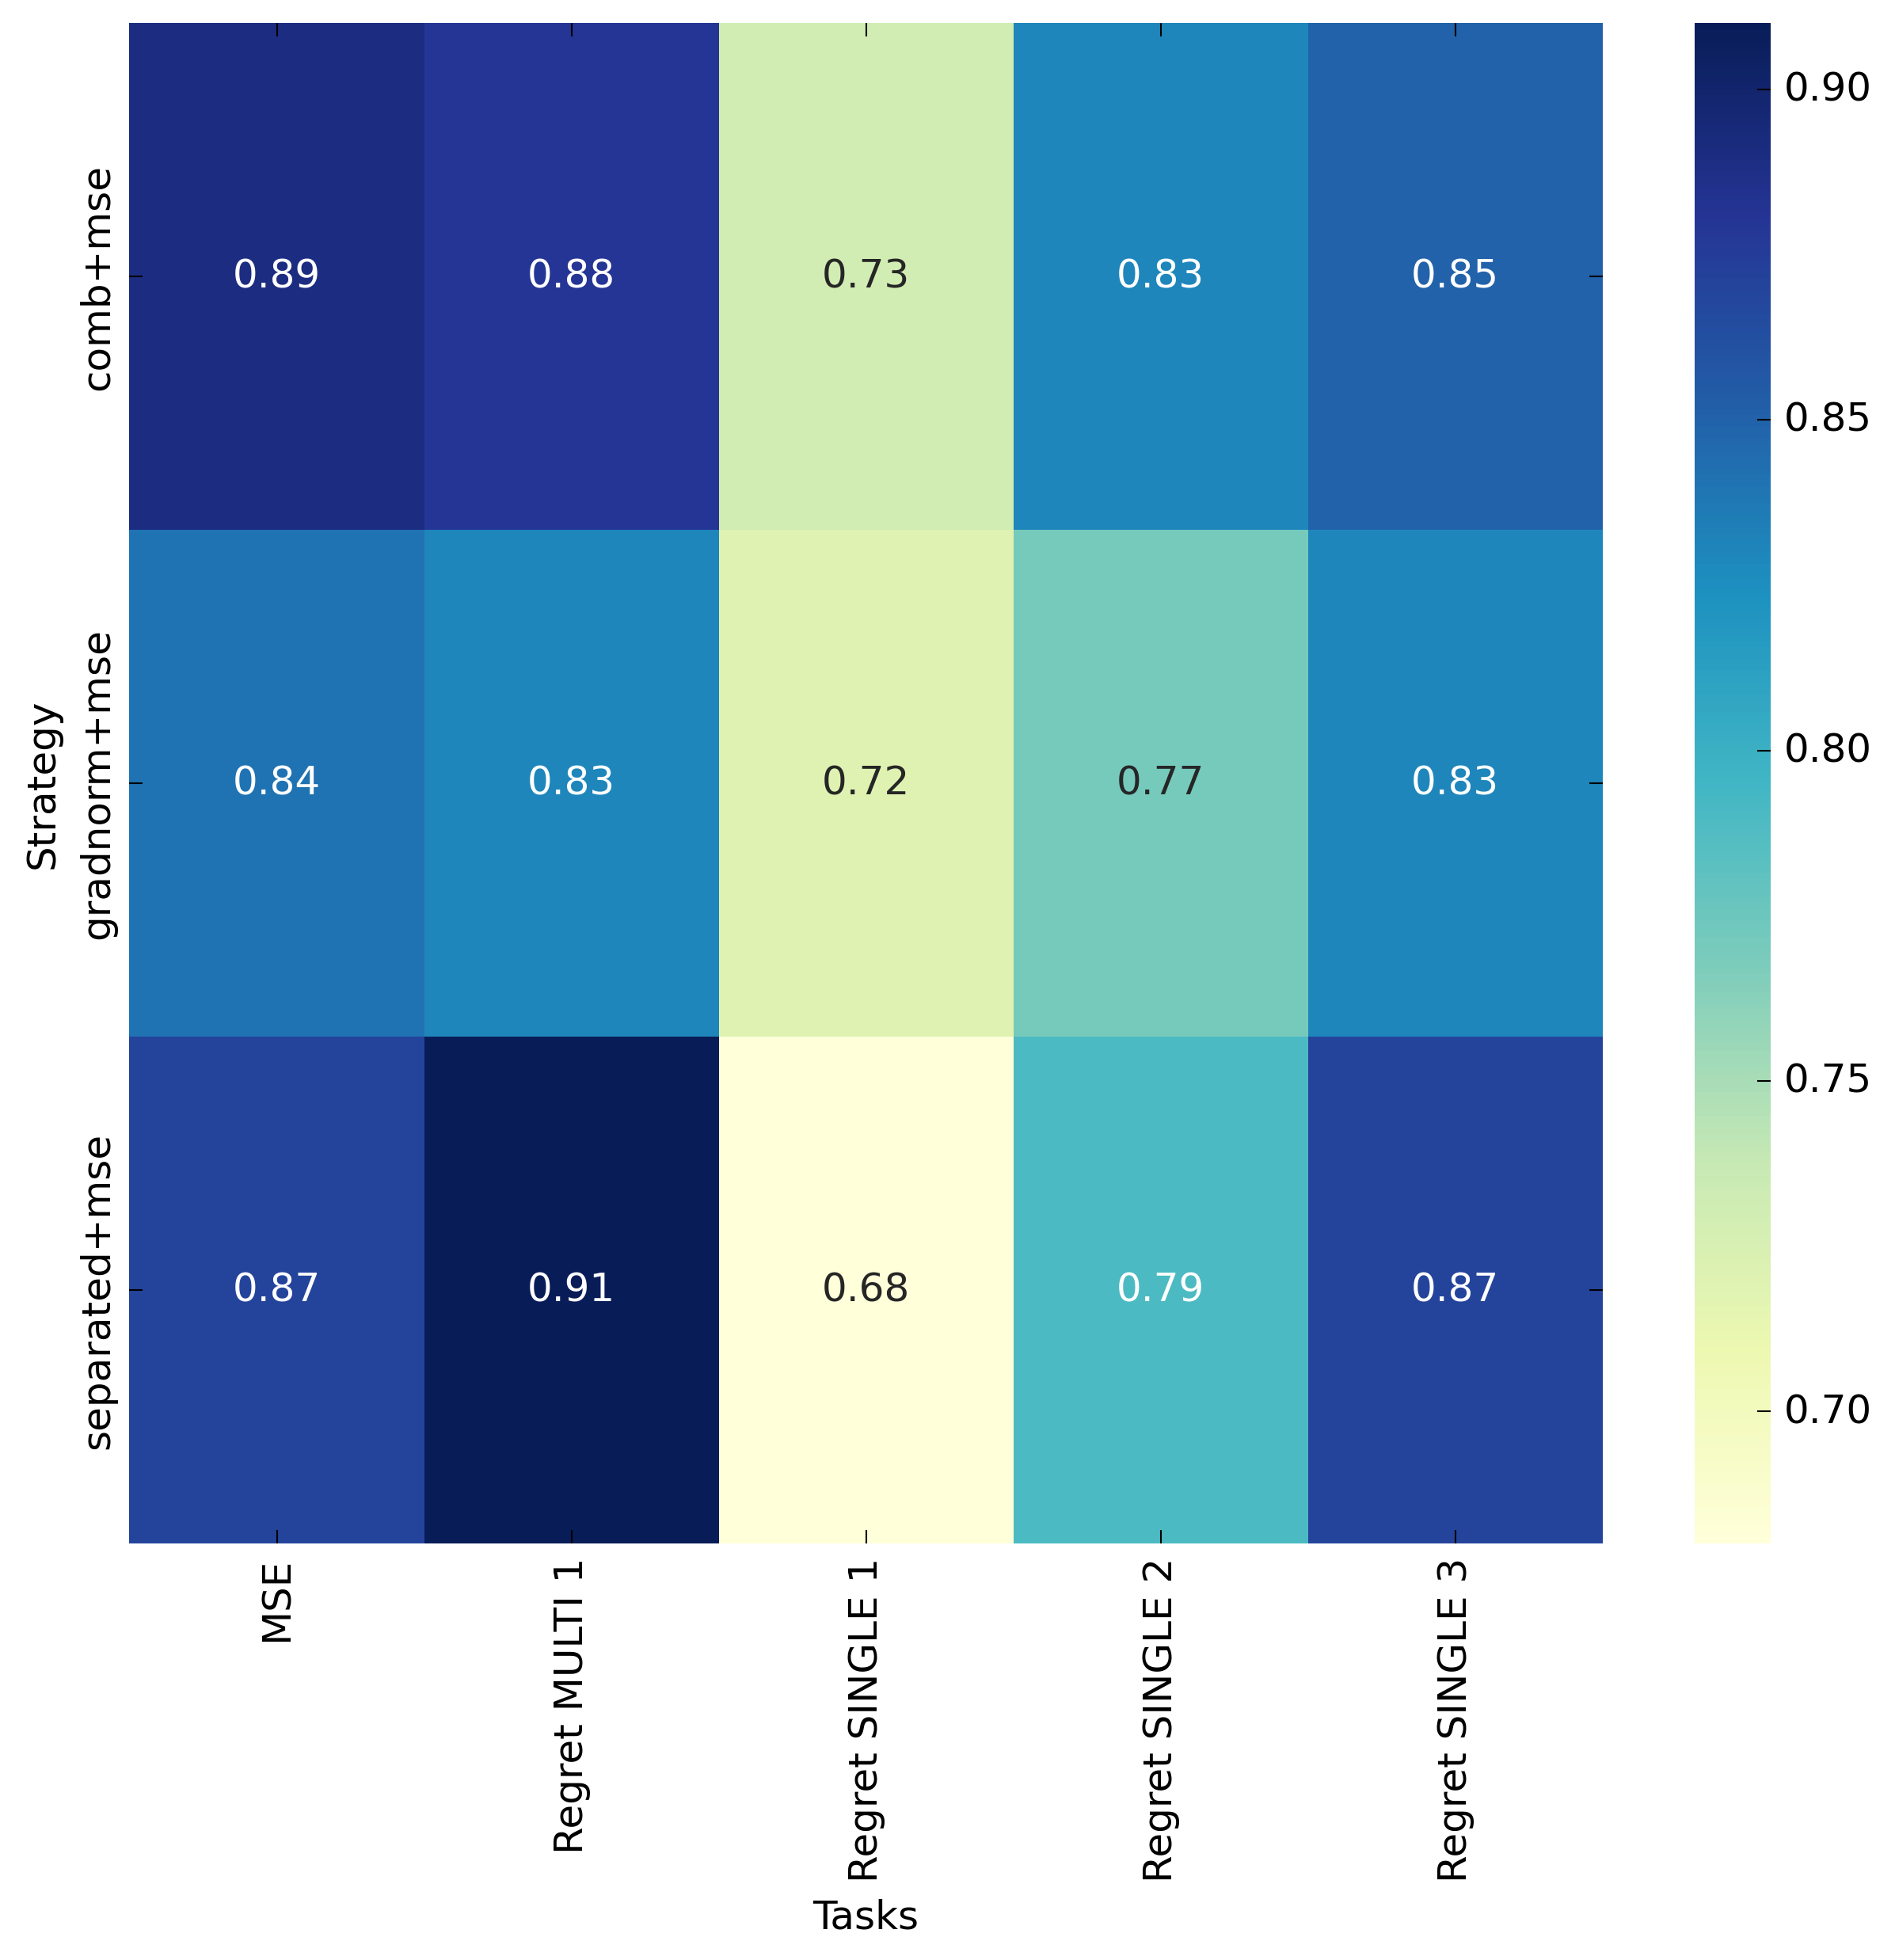 0.90
0.85
0.80
0.75
0.70
Strategy
comb+mse
gradnorm+mse
separated+mse
0.89 0.88 0.73 0.83 0.85
0.84 0.83 0.72 0.77 0.83
0.87 0.91 0.68 0.79 0.87
MSE
Regret MULTI 1
Regret SINGLE 1
Regret SINGLE 2
Regret SINGLE 3
Tasks